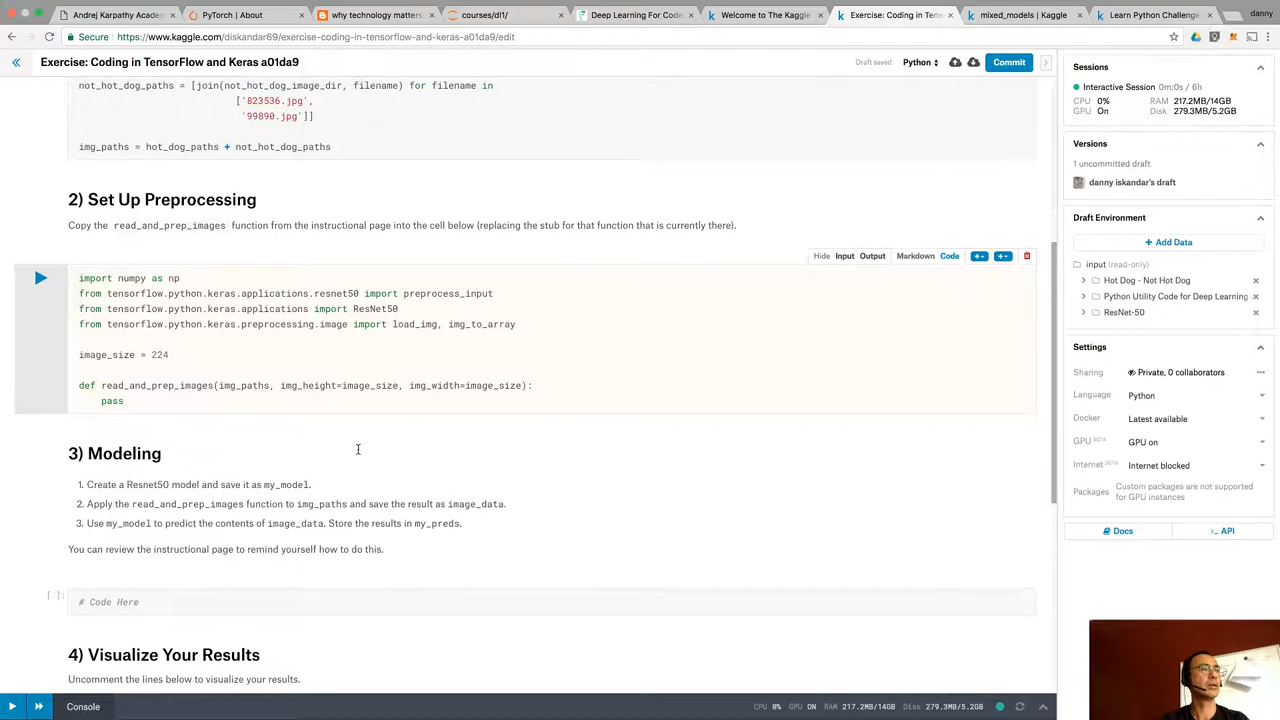 Andrej Karpathy Acade
PyTorch | About
why technology matters
courses/dl1/
Deep Learning For Code
Welcome to The Kaggle
Exercise: Coding in Tens
mixed_models | Kaggle
Learn Python Challenge
danny
Secure
https://www.kaggle.com/diskandar69/exercise-coding-in-tensorflow-and-keras-a01da9/edit
Exercise: Coding in TensorFlow and Keras a01da9
Draft saved
Python
Commit
not_hot_dog_paths = [join(not_hot_dog_image_dir, filename) for filename in
['823536.jpg',
'99890.jpg']]
img_paths = hot_dog_paths + not_hot_dog_paths
2) Set Up Preprocessing
Copy the read_and_prep_images function from the instructional page into the cell below (replacing the stub for that function that is currently there).
Hide Input Output Markdown Code
import numpy as np
from tensorflow.python.keras.applications.resnet50 import preprocess_input
from tensorflow.python.keras.applications import ResNet50
from tensorflow.python.keras.preprocessing.image import load_img, img_to_array
image_size = 224
def read_and_prep_images(img_paths, img_height=image_size, img_width=image_size):
pass
3) Modeling
1. Create a Resnet50 model and save it as my_model.
2. Apply the read_and_prep_images function to img_paths and save the result as image_data.
3. Use my_model to predict the contents of image_data. Store the results in my_preds.
You can review the instructional page to remind yourself how to do this.
[ ]:
# Code Here
4) Visualize Your Results
Uncomment the lines below to visualize your results.
Console
CPU 0% GPU ON RAM 217.2MB/14GB Disk 279.3MB/5.2GB
Sessions
Interactive Session 0m:0s / 6h
CPU 0% RAM 217.2MB/14GB
GPU On Disk 279.3MB/5.2GB
Versions
1 uncommitted draft
danny iskandar's draft
Draft Environment
+ Add Data
input (read-only)
Hot Dog - Not Hot Dog
Python Utility Code for Deep Learning
ResNet-50
Settings
Sharing Private, 0 collaborators
Language Python
Docker Latest available
GPU BETA GPU on
Internet BETA Internet blocked
Packages Custom packages are not supported
for GPU instances
Docs
>_ API